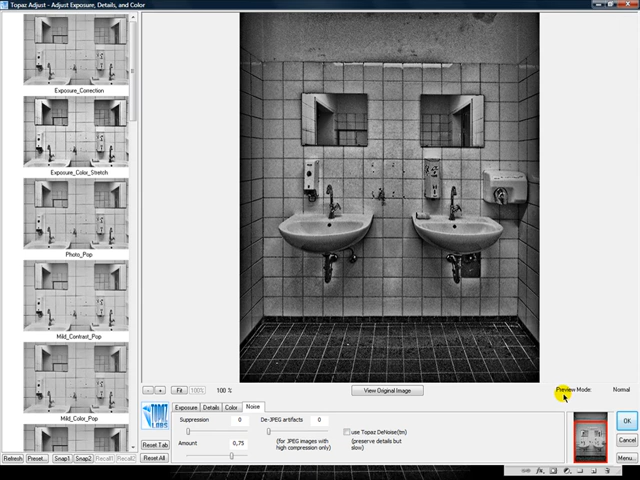 Topaz Adjust - Adjust Exposure, Details, and Color
Exposure_Correction
Exposure_Color_Stretch
Photo_Pop
Mild_Contrast_Pop
Mild_Color_Pop
Refresh Preset... Snap1 Snap2 Recall1 Recall2
- + Fit 100% 100 % View Original Image Preview Mode: Normal
TOPAZ LABS
Reset Tab
Reset All
Exposure Details Color Noise
Suppression 0
Amount 0,75
De-JPEG artifacts 0
(for JPEG images with
high compression only)
use Topaz DeNoise(tm)
(preserve details but
slow)
OK
Cancel
Menu...
fx.